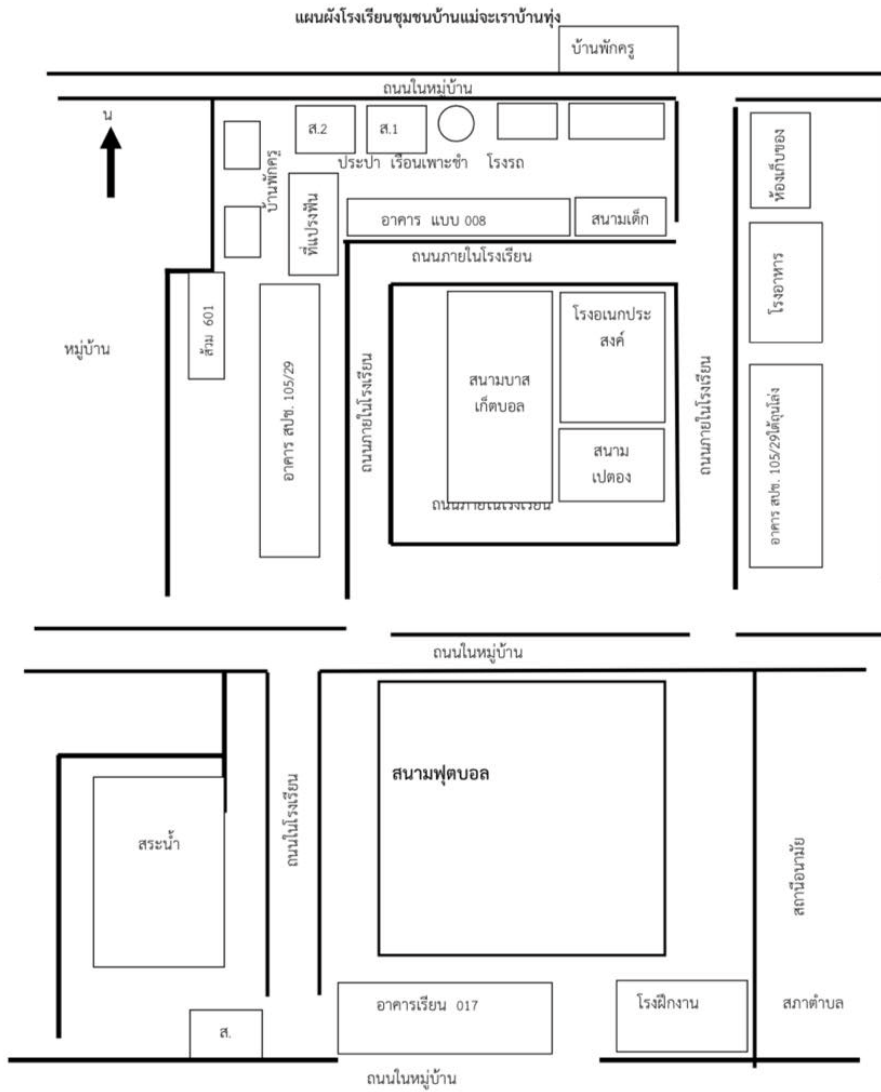 แผนผังโรงเรียนชุมชนบ้านแม่จะเราบ้านทุ่ง
บ้านพักครู
ถนนในหมู่บ้าน
น
ส.2
ส.1
ประปา เรือนเพาะชำ โรงรถ
บ้านพักครู
ที่แปรงฟัน
อาคาร แบบ 008
สนามเด็ก
ห้องเก็บของ
ถนนภายในโรงเรียน
ส้วม 601
หมู่บ้าน
อาคาร สปช. 105/29
ถนนภายในโรงเรียน
สนามบาส
เก็ตบอล
โรงอเนกประ
สงค์
สนาม
เปตอง
ถนนภายในโรงเรียน
ถนนภายในโรงเรียน
โรงอาหาร
อาคาร สปช. 105/29ใต้ถุนโล่ง
ถนนในหมู่บ้าน
สระน้ำ
ถนนในโรงเรียน
สนามฟุตบอล
สถานีอนามัย
ส.
อาคารเรียน 017
โรงฝึกงาน
สภาตำบล
ถนนในหมู่บ้าน